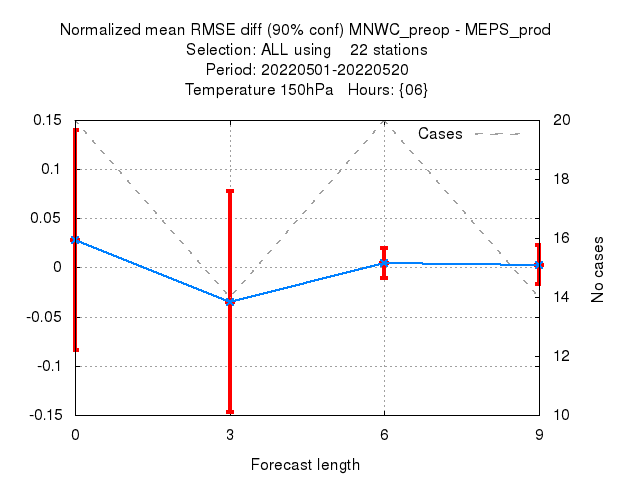 Normalized mean RMSE diff (90% conf) MNWC_preop - MEPS_prod
Selection: ALL using    22 stations
Period: 20220501-20220520
Temperature 150hPa   Hours: {06}
Cases
0.15
0.1
0.05
0
-0.05
-0.1
-0.15
20
18
16
14
12
10
No cases
0 3 6 9
Forecast length